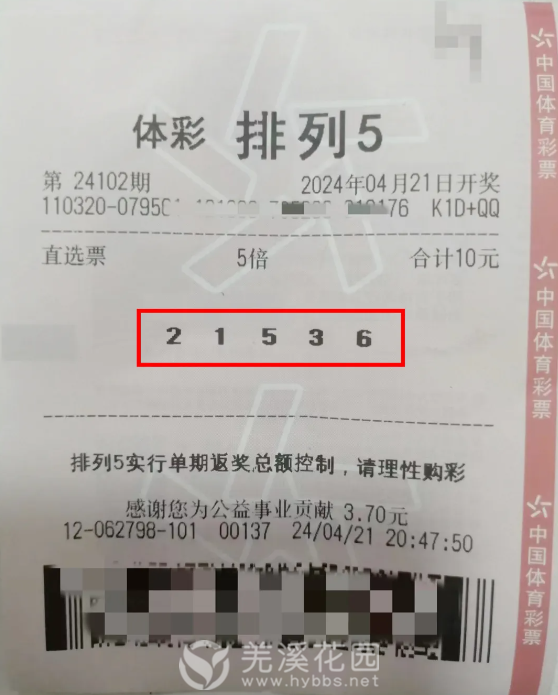 体彩 排列5
第 24102期 2024年04月21日开奖
110320-0795 176 K1D+QQ
直选票 5倍 合计10元
2 1 5 3 6
排列5实行单期返奖总额控制，请理性购彩
感谢您为公益事业贡献 3.70元
12-062798-101 00137 24/04/21 20:47:50
中国体育彩票
中国体育彩票
中国体育彩票
羌溪花园
www.hybbs.net